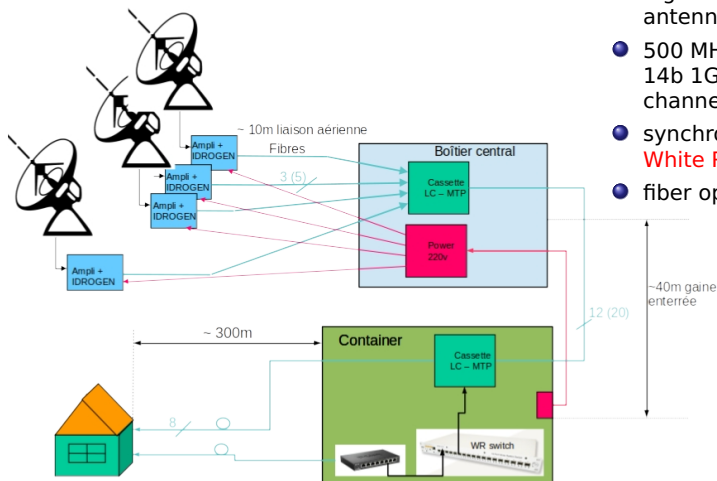 antenn
500 MH
14b 1G
channe
synchro
White R
fiber op
~ 10m liaison aérienne
Fibres
3 (5)
Ampli +
IDROGEN
Ampli +
IDROGEN
Ampli +
IDROGEN
Ampli +
IDROGEN
Boîtier central
Cassette
LC – MTP
Power
220v
~40m gaine
enterrée
12 (20)
~ 300m
Container
Cassette
LC – MTP
8
WR switch